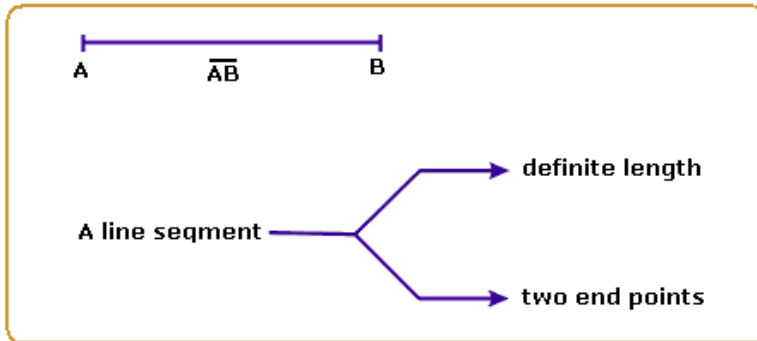 A AB B
definite length
A line seqment
two end points